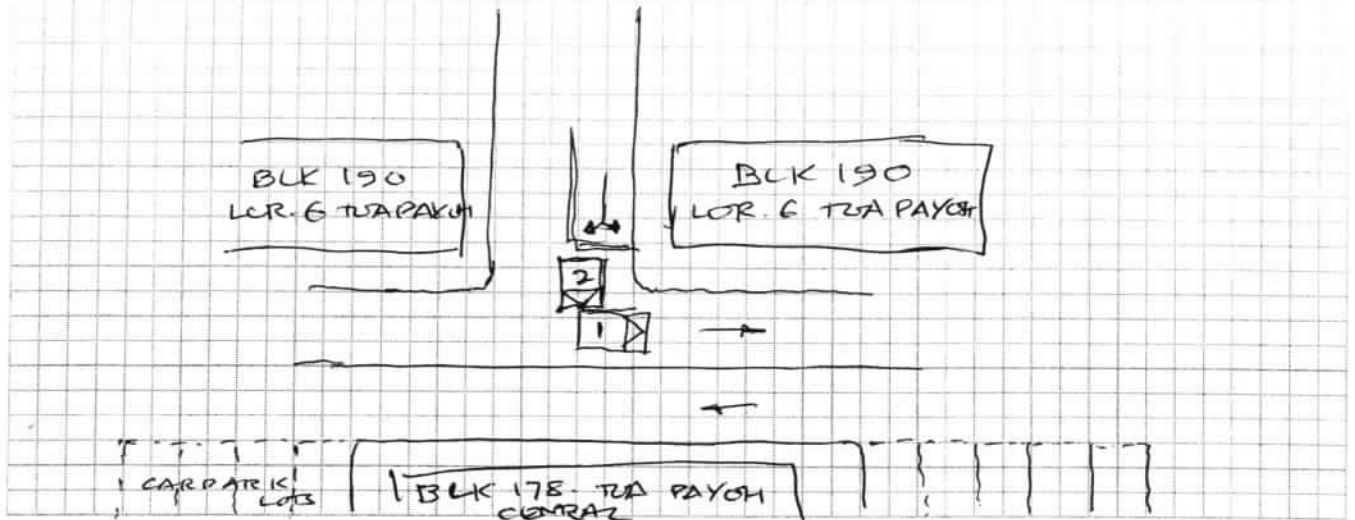 BLK 190
LOR. 6 TOA PAYOH
BLK 190
LOR. 6 TOA PAYOH
2
1
CARPARK
LOTS
BLK 178 - TOA PAYOH
CENTRAL